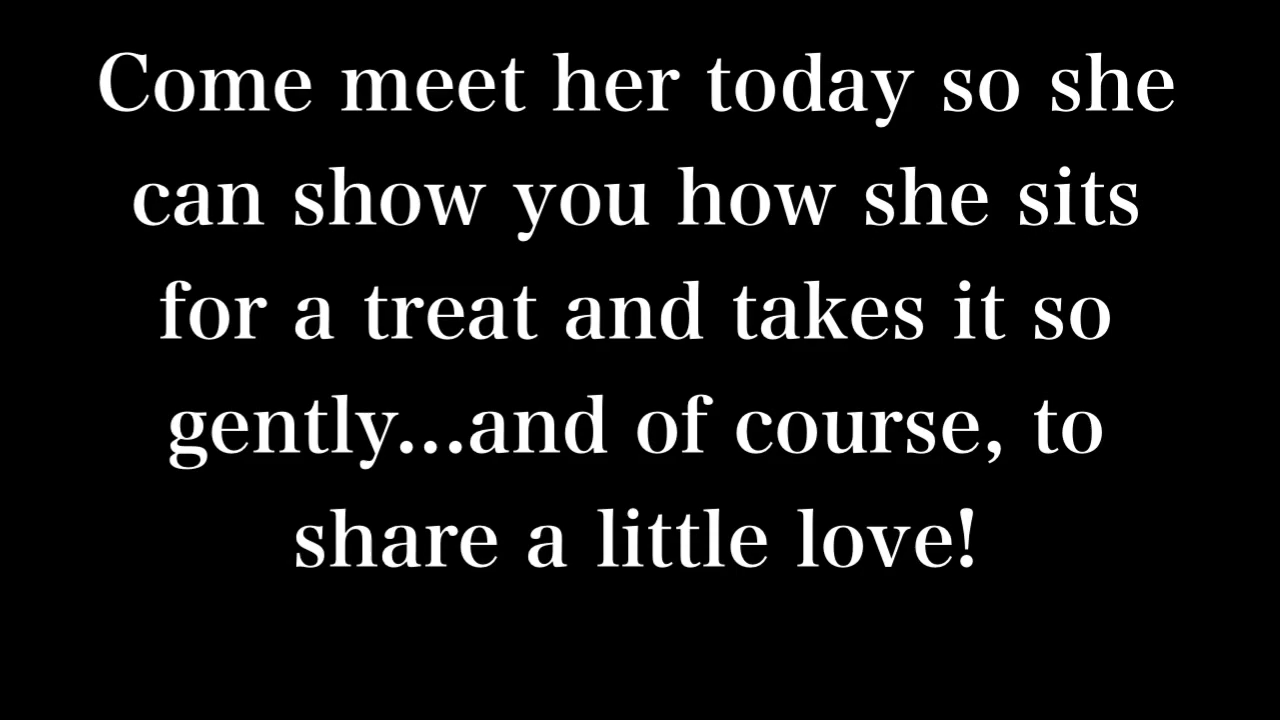 Come meet her today so she
can show you how she sits
for a treat and takes it so
gently...and of course, to
share a little love!